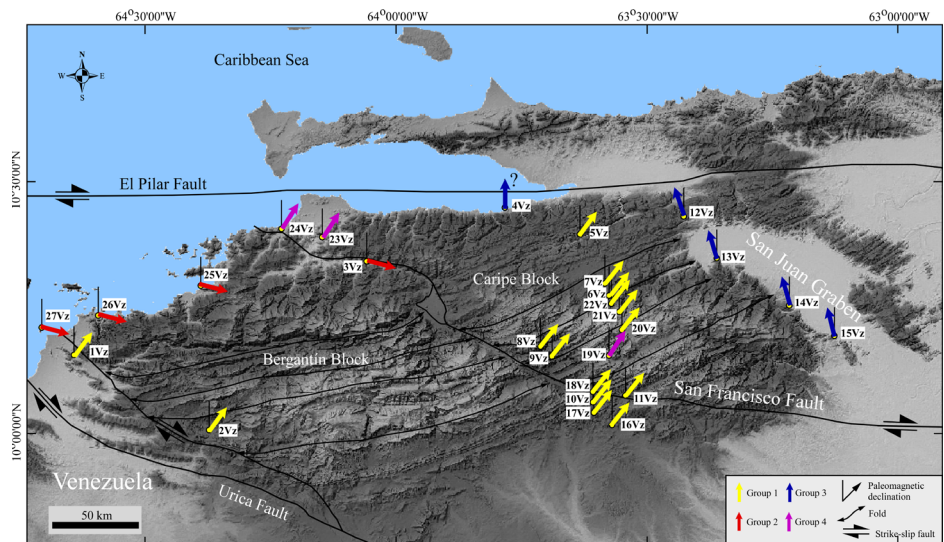 64°30'00"W
64°00'00"W
63°30'00"W
63°00'00"W
N
W
E
S
Caribbean Sea
10°30'00"N
El Pilar Fault
?
4Vz
12Vz
24Vz
23Vz
5Vz
3Vz
13Vz
San Juan Graben
25Vz
Caripe Block
7Vz
6Vz
22Vz
21Vz
14Vz
26Vz
27Vz
20Vz
15Vz
1Vz
8Vz
9Vz
19Vz
Bergantin Block
18Vz
10Vz
17Vz
11Vz
San Francisco Fault
16Vz
2Vz
10°00'00"N
Venezuela
Urica Fault
50 km
Group 1
Group 3
Paleomagnetic
declination
Fold
Group 2
Group 4
Strike-slip fault